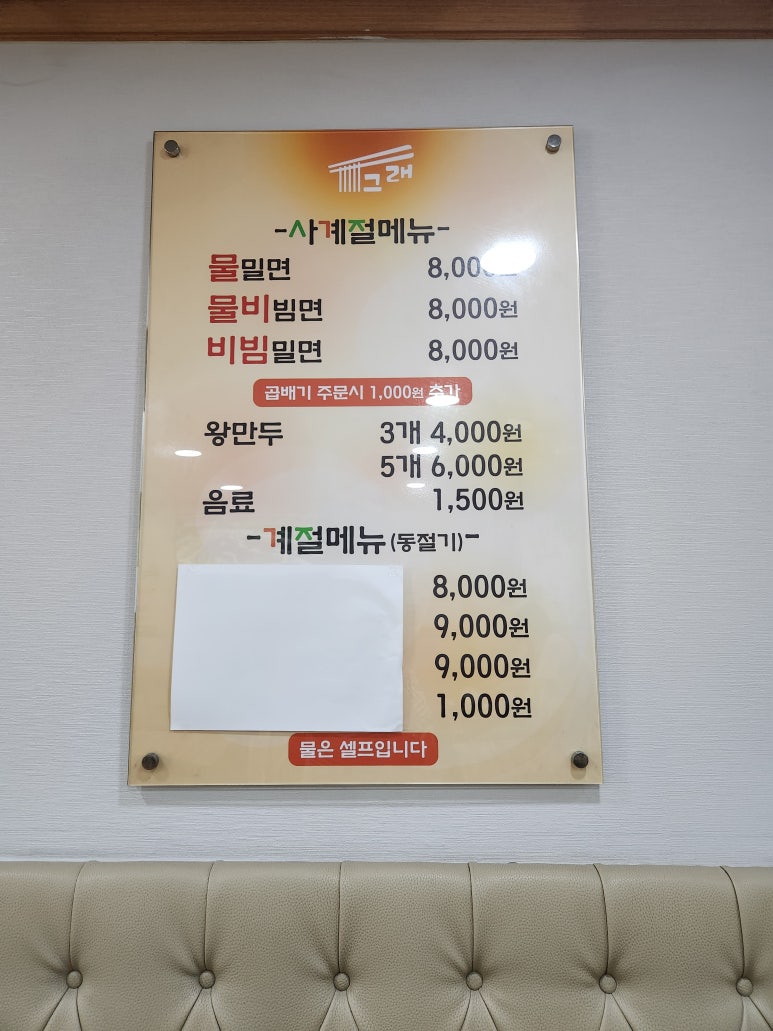 그래
-사계절메뉴-
물밀면 8,00
물비빔면 8,000원
비빔밀면 8,000원
곱배기 주문시 1,000원 추가
왕만두 3개 4,000원
5개 6,000원
음료 1,500원
-계절메뉴(동절기)-
8,000원
9,000원
9,000원
1,000원
물은 셀프입니다